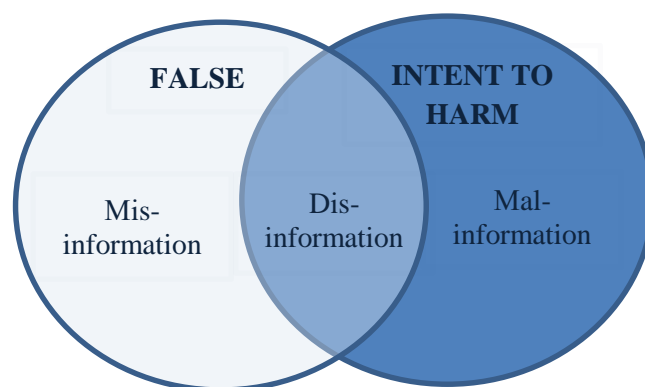 FALSE
INTENT TO
HARM
Mis-
information
Dis-
information
Mal-
information